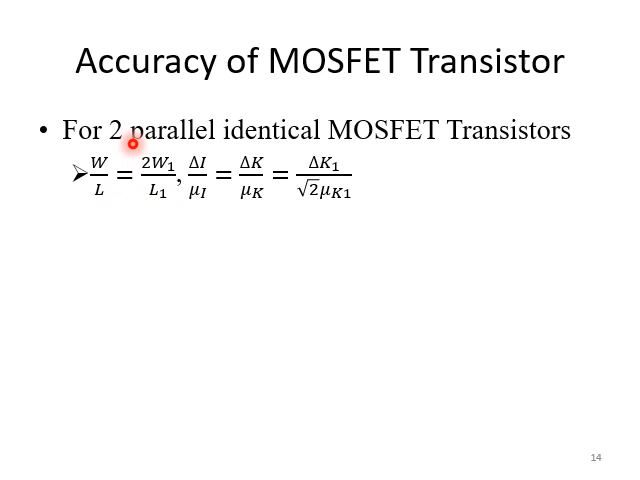 Accuracy of MOSFET Transistor
• For 2 parallel identical MOSFET Transistors
➢ W/L = 2W₁/L₁, ΔI/μ_I = ΔK/μ_K = ΔK₁/(√2μ_K1)
14